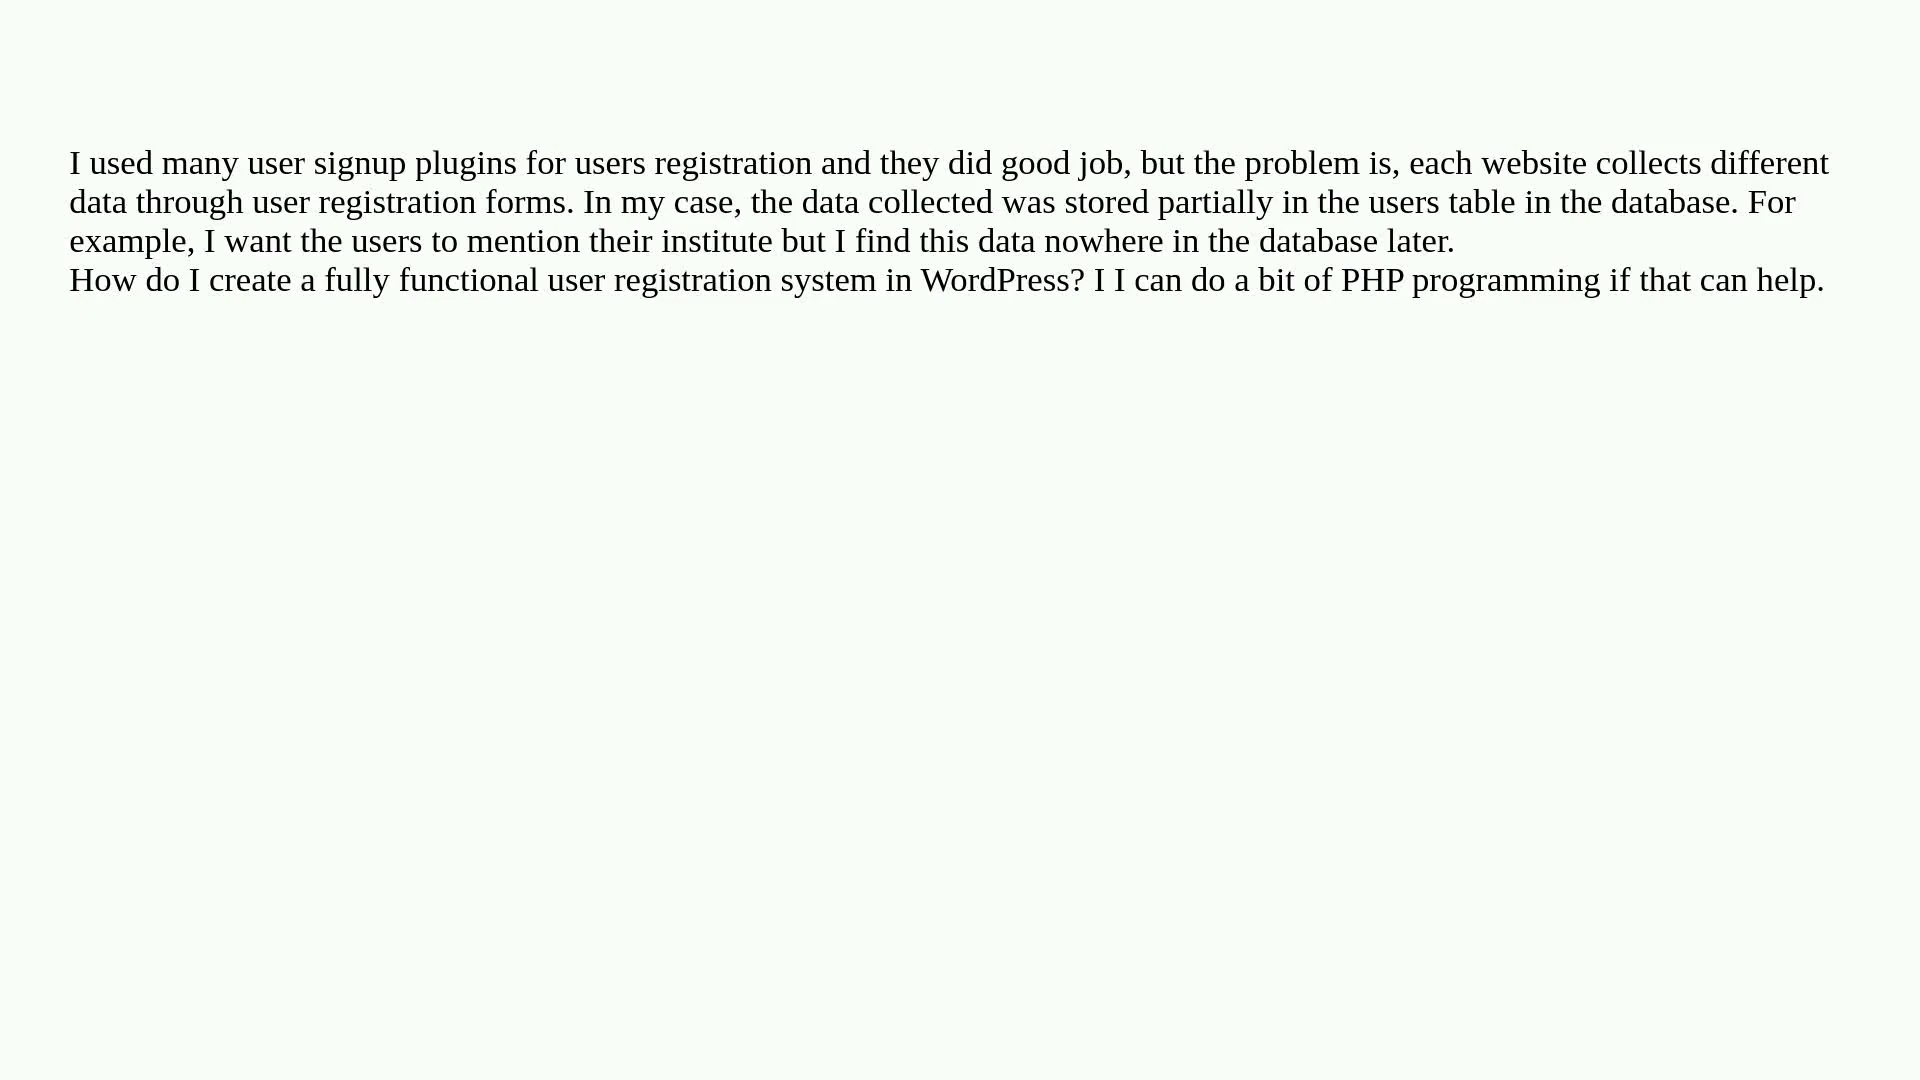 I used many user signup plugins for users registration and they did good job, but the problem is, each website collects different
data through user registration forms. In my case, the data collected was stored partially in the users table in the database. For
example, I want the users to mention their institute but I find this data nowhere in the database later.
How do I create a fully functional user registration system in WordPress? I I can do a bit of PHP programming if that can help.